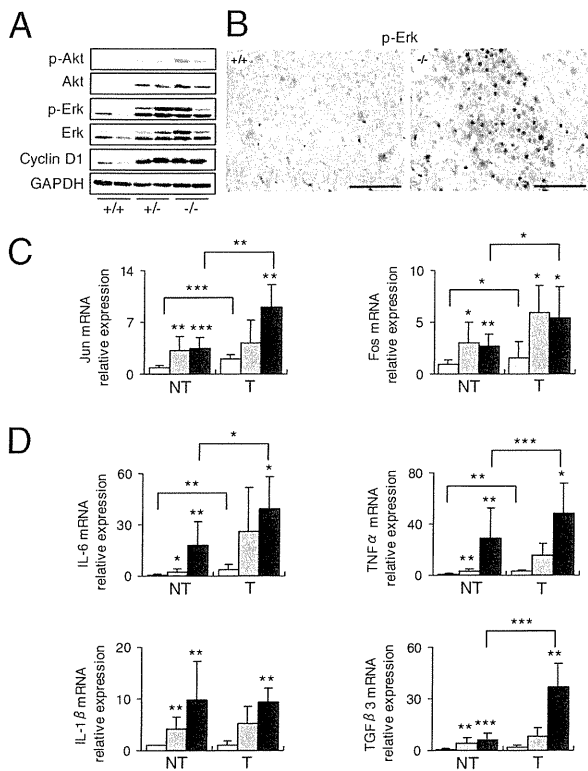 A
p-Akt
Akt
p-Erk
Erk
Cyclin D1
GAPDH
+/+ +/- -/-
B
p-Erk
+/+ -/-
C
Jun mRNA
relative expression
14
7
0
** *** *** ** **
NT T
Fos mRNA
relative expression
10
5
0
* ** * * * *
NT T
D
IL-6 mRNA
relative expression
60
30
0
* ** ** * *
NT T
TNFα mRNA
relative expression
80
40
0
** ** ** *** *
NT T
IL-1β mRNA
relative expression
20
10
0
** ** **
NT T
TGFβ3 mRNA
relative expression
60
30
0
** *** *** **
NT T